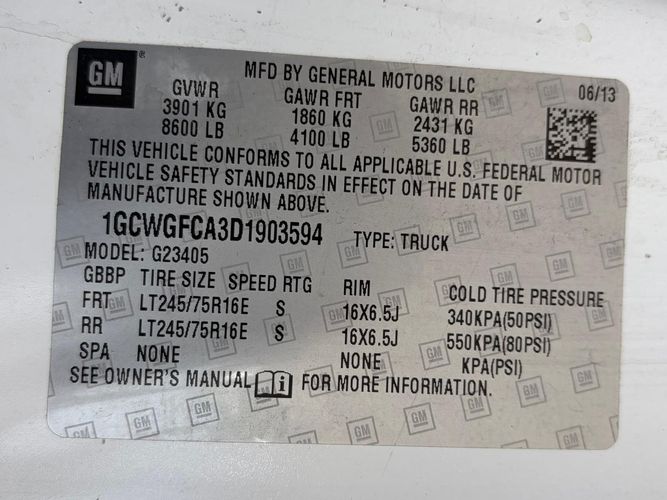 GM
MFD BY GENERAL MOTORS LLC
06/13
GVWR GAWR FRT GAWR RR
3901 KG 1860 KG 2431 KG
8600 LB 4100 LB 5360 LB
THIS VEHICLE CONFORMS TO ALL APPLICABLE U.S. FEDERAL MOTOR
VEHICLE SAFETY STANDARDS IN EFFECT ON THE DATE OF
MANUFACTURE SHOWN ABOVE.
1GCWGFCA3D1903594 TYPE: TRUCK
MODEL: G23405
GBBP TIRE SIZE SPEED RTG RIM COLD TIRE PRESSURE
FRT LT245/75R16E S 16X6.5J 340KPA(50PSI)
RR LT245/75R16E S 16X6.5J 550KPA(80PSI)
SPA NONE NONE KPA(PSI)
SEE OWNER'S MANUAL FOR MORE INFORMATION.